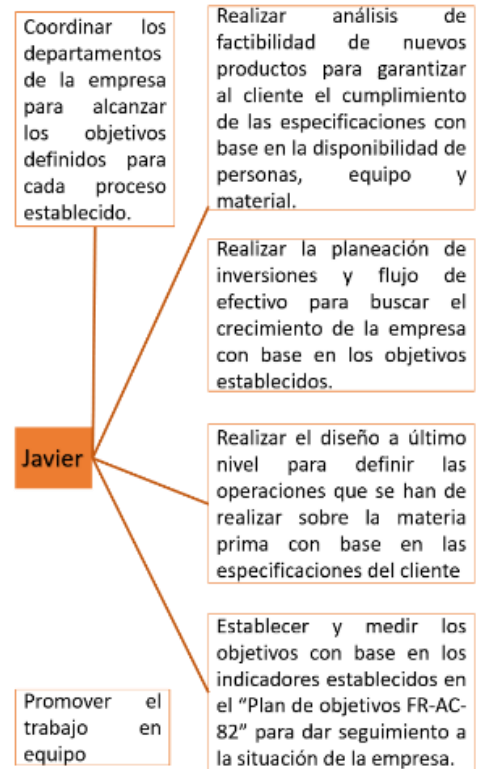 Coordinar los
departamentos
de la empresa
para alcanzar
los objetivos
definidos para
cada proceso
establecido.
Realizar análisis de
factibilidad de nuevos
productos para garantizar
al cliente el cumplimiento
de las especificaciones con
base en la disponibilidad de
personas, equipo y
material.
Realizar la planeación de
inversiones y flujo de
efectivo para buscar el
crecimiento de la empresa
con base en los objetivos
establecidos.
Javier
Realizar el diseño a último
nivel para definir las
operaciones que se han de
realizar sobre la materia
prima con base en las
especificaciones del cliente
Establecer y medir los
objetivos con base en los
indicadores establecidos en
el “Plan de objetivos FR-AC-
82” para dar seguimiento a
la situación de la empresa.
Promover el
trabajo en
equipo